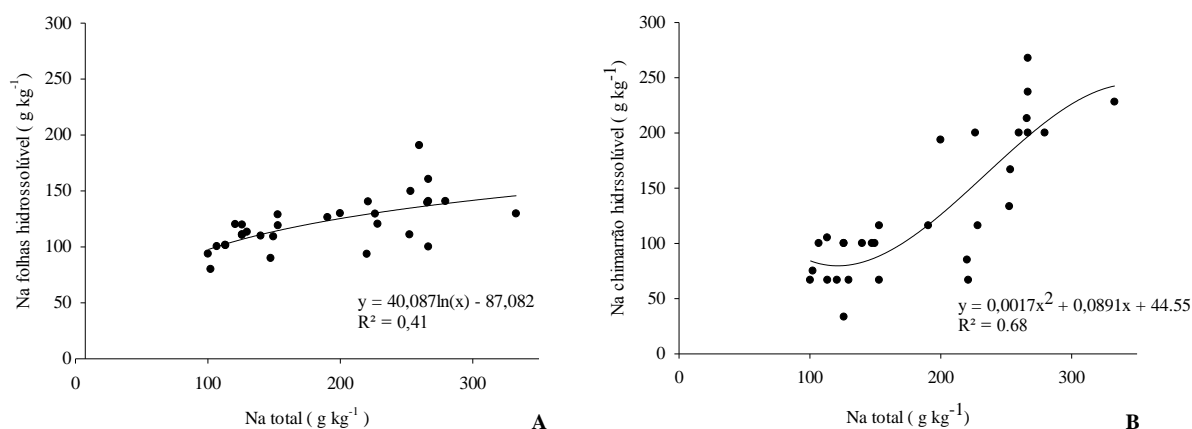 Na folhas hidrossolúvel ( g kg⁻¹)
300
250
200
150
100
50
0
0
100
200
300
y = 40,087ln(x) - 87,082
R² = 0,41
Na total ( g kg⁻¹ )
A
Na chimarrão hidrssolúvel ( g kg⁻¹)
300
250
200
150
100
50
0
0
100
200
300
y = 0,0017x² + 0,0891x + 44.55
R² = 0.68
Na total ( g kg⁻¹)
B